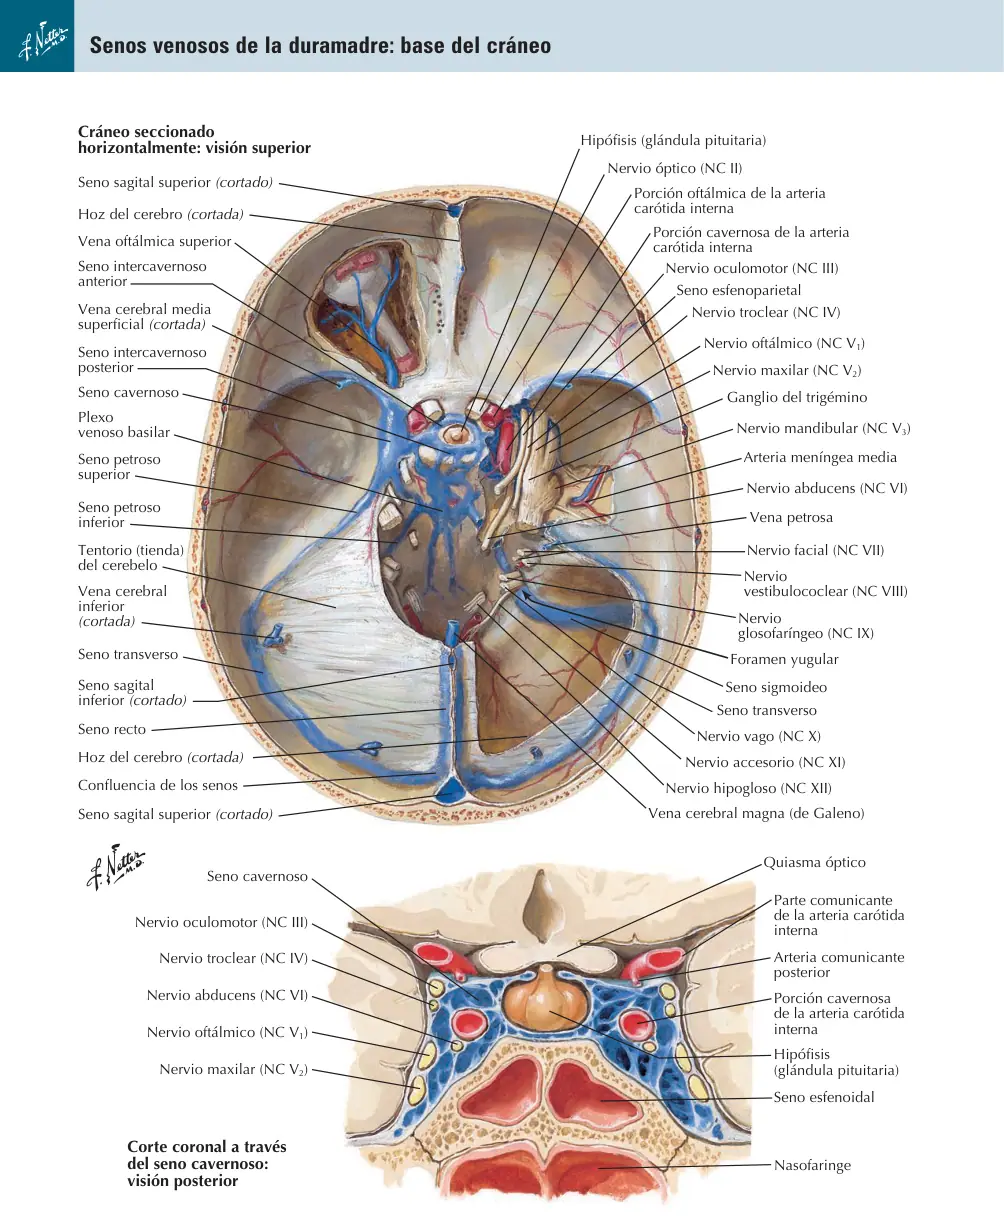 F. Netter M.D.
Senos venosos de la duramadre: base del cráneo
Cráneo seccionado
horizontalmente: visión superior
Seno sagital superior (cortado)
Hoz del cerebro (cortada)
Vena oftálmica superior
Seno intercavernoso
anterior
Vena cerebral media
superficial (cortada)
Seno intercavernoso
posterior
Seno cavernoso
Plexo
venoso basilar
Seno petroso
superior
Seno petroso
inferior
Tentorio (tienda)
del cerebelo
Vena cerebral
inferior
(cortada)
Seno transverso
Seno sagital
inferior (cortado)
Seno recto
Hoz del cerebro (cortada)
Confluencia de los senos
Seno sagital superior (cortado)
Hipófisis (glándula pituitaria)
Nervio óptico (NC II)
Porción oftálmica de la arteria
carótida interna
Porción cavernosa de la arteria
carótida interna
Nervio oculomotor (NC III)
Seno esfenoparietal
Nervio troclear (NC IV)
Nervio oftálmico (NC V1)
Nervio maxilar (NC V2)
Ganglio del trigémino
Nervio mandibular (NC V3)
Arteria meníngea media
Nervio abducens (NC VI)
Vena petrosa
Nervio facial (NC VII)
Nervio
vestibulococlear (NC VIII)
Nervio
glosofaríngeo (NC IX)
Foramen yugular
Seno sigmoideo
Seno transverso
Nervio vago (NC X)
Nervio accesorio (NC XI)
Nervio hipogloso (NC XII)
Vena cerebral magna (de Galeno)
F. Netter M.D.
Seno cavernoso
Nervio oculomotor (NC III)
Nervio troclear (NC IV)
Nervio abducens (NC VI)
Nervio oftálmico (NC V1)
Nervio maxilar (NC V2)
Corte coronal a través
del seno cavernoso:
visión posterior
Quiasma óptico
Parte comunicante
de la arteria carótida
interna
Arteria comunicante
posterior
Porción cavernosa
de la arteria carótida
interna
Hipófisis
(glándula pituitaria)
Seno esfenoidal
Nasofaringe